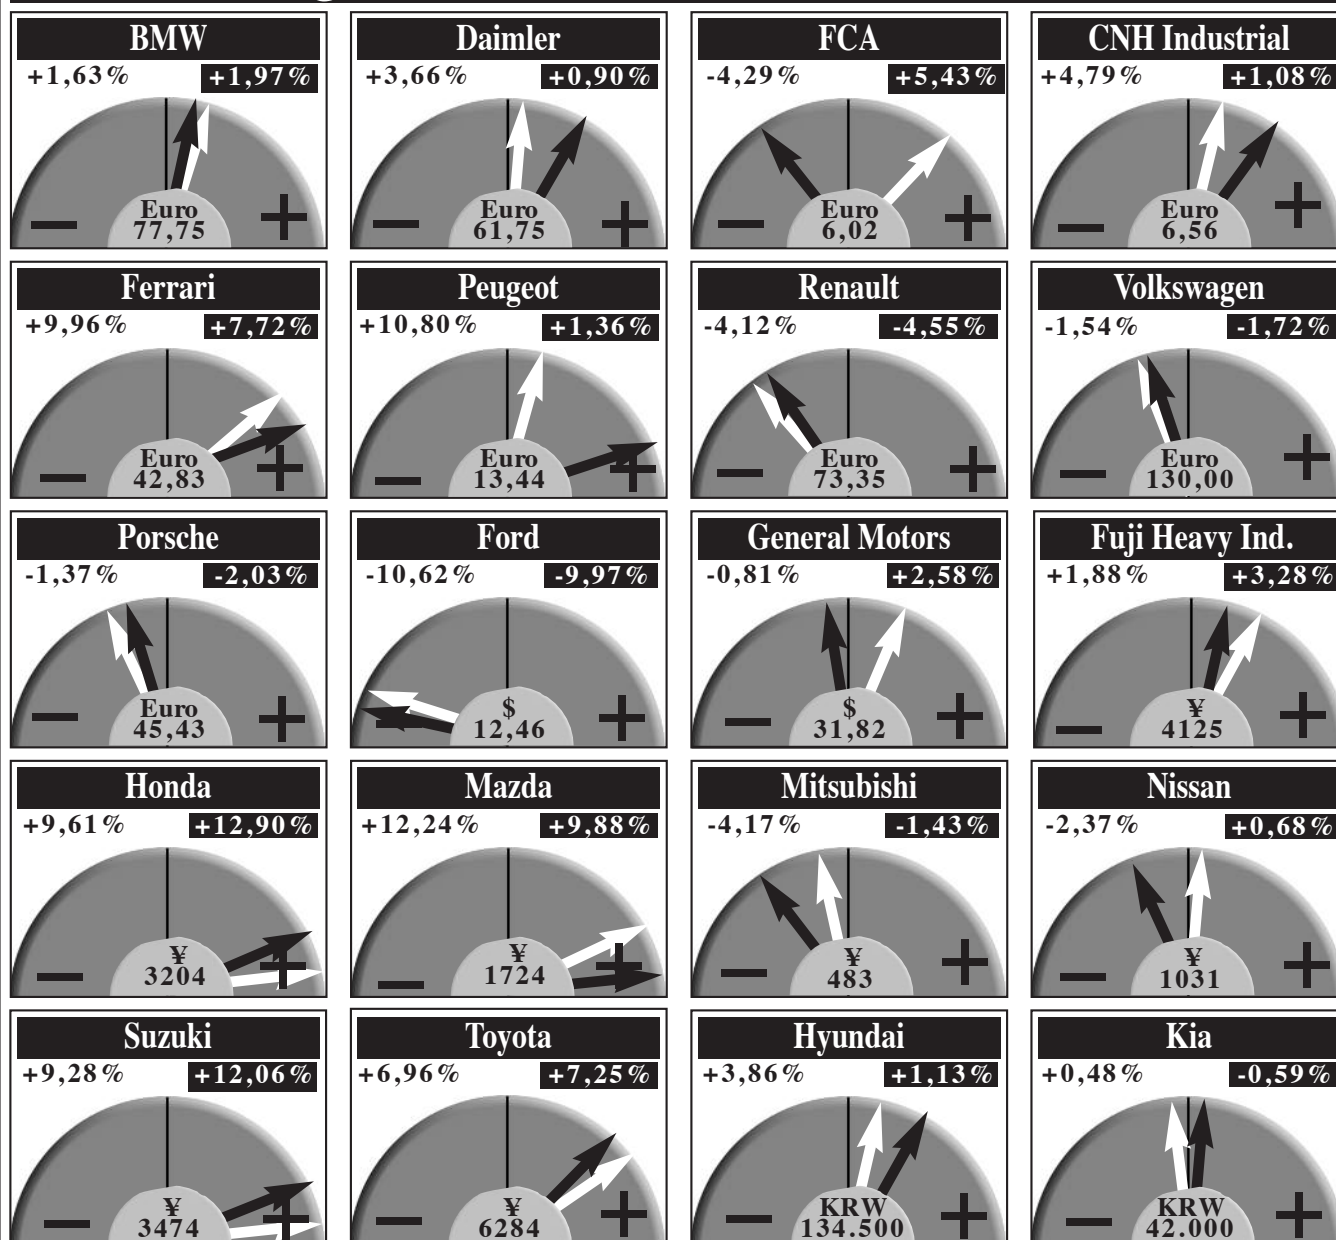 BMW
+1,63% +1,97%
Euro
77,75
Daimler
+3,66% +0,90%
Euro
61,75
FCA
-4,29% +5,43%
Euro
6,02
CNH Industrial
+4,79% +1,08%
Euro
6,56
Ferrari
+9,96% +7,72%
Euro
42,83
Peugeot
+10,80% +1,36%
Euro
13,44
Renault
-4,12% -4,55%
Euro
73,35
Volkswagen
-1,54% -1,72%
Euro
130,00
Porsche
-1,37% -2,03%
Euro
45,43
Ford
-10,62% -9,97%
$
12,46
General Motors
-0,81% +2,58%
$
31,82
Fuji Heavy Ind.
+1,88% +3,28%
¥
4125
Honda
+9,61% +12,90%
¥
3204
Mazda
+12,24% +9,88%
¥
1724
Mitsubishi
-4,17% -1,43%
¥
483
Nissan
-2,37% +0,68%
¥
1031
Suzuki
+9,28% +12,06%
¥
3474
Toyota
+6,96% +7,25%
¥
6284
Hyundai
+3,86% +1,13%
KRW
134.500
Kia
+0,48% -0,59%
KRW
42.000